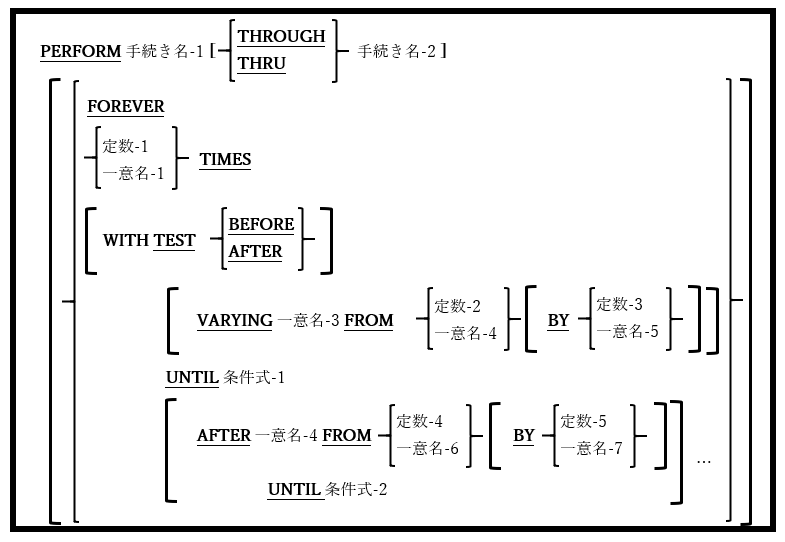 PERFORM 手続き名-1 [ THROUGH 手続き名-2 ]
THRU
FOREVER
定数-1
一意名-1 TIMES
WITH TEST BEFORE
AFTER
VARYING 一意名-3 FROM 定数-2 BY 定数-3
一意名-4 一意名-5
UNTIL 条件式-1
AFTER 一意名-4 FROM 定数-4 BY 定数-5
一意名-6 一意名-7
...
UNTIL 条件式-2